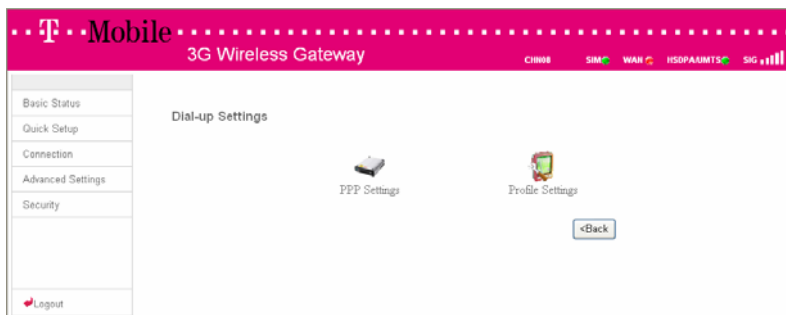 T Mobile
3G Wireless Gateway
CHN08 SIM WAN HSDPA/UMTS SIG
Basic Status
Quick Setup
Connection
Advanced Settings
Security
Logout
Dial-up Settings
PPP Settings Profile Settings
<Back